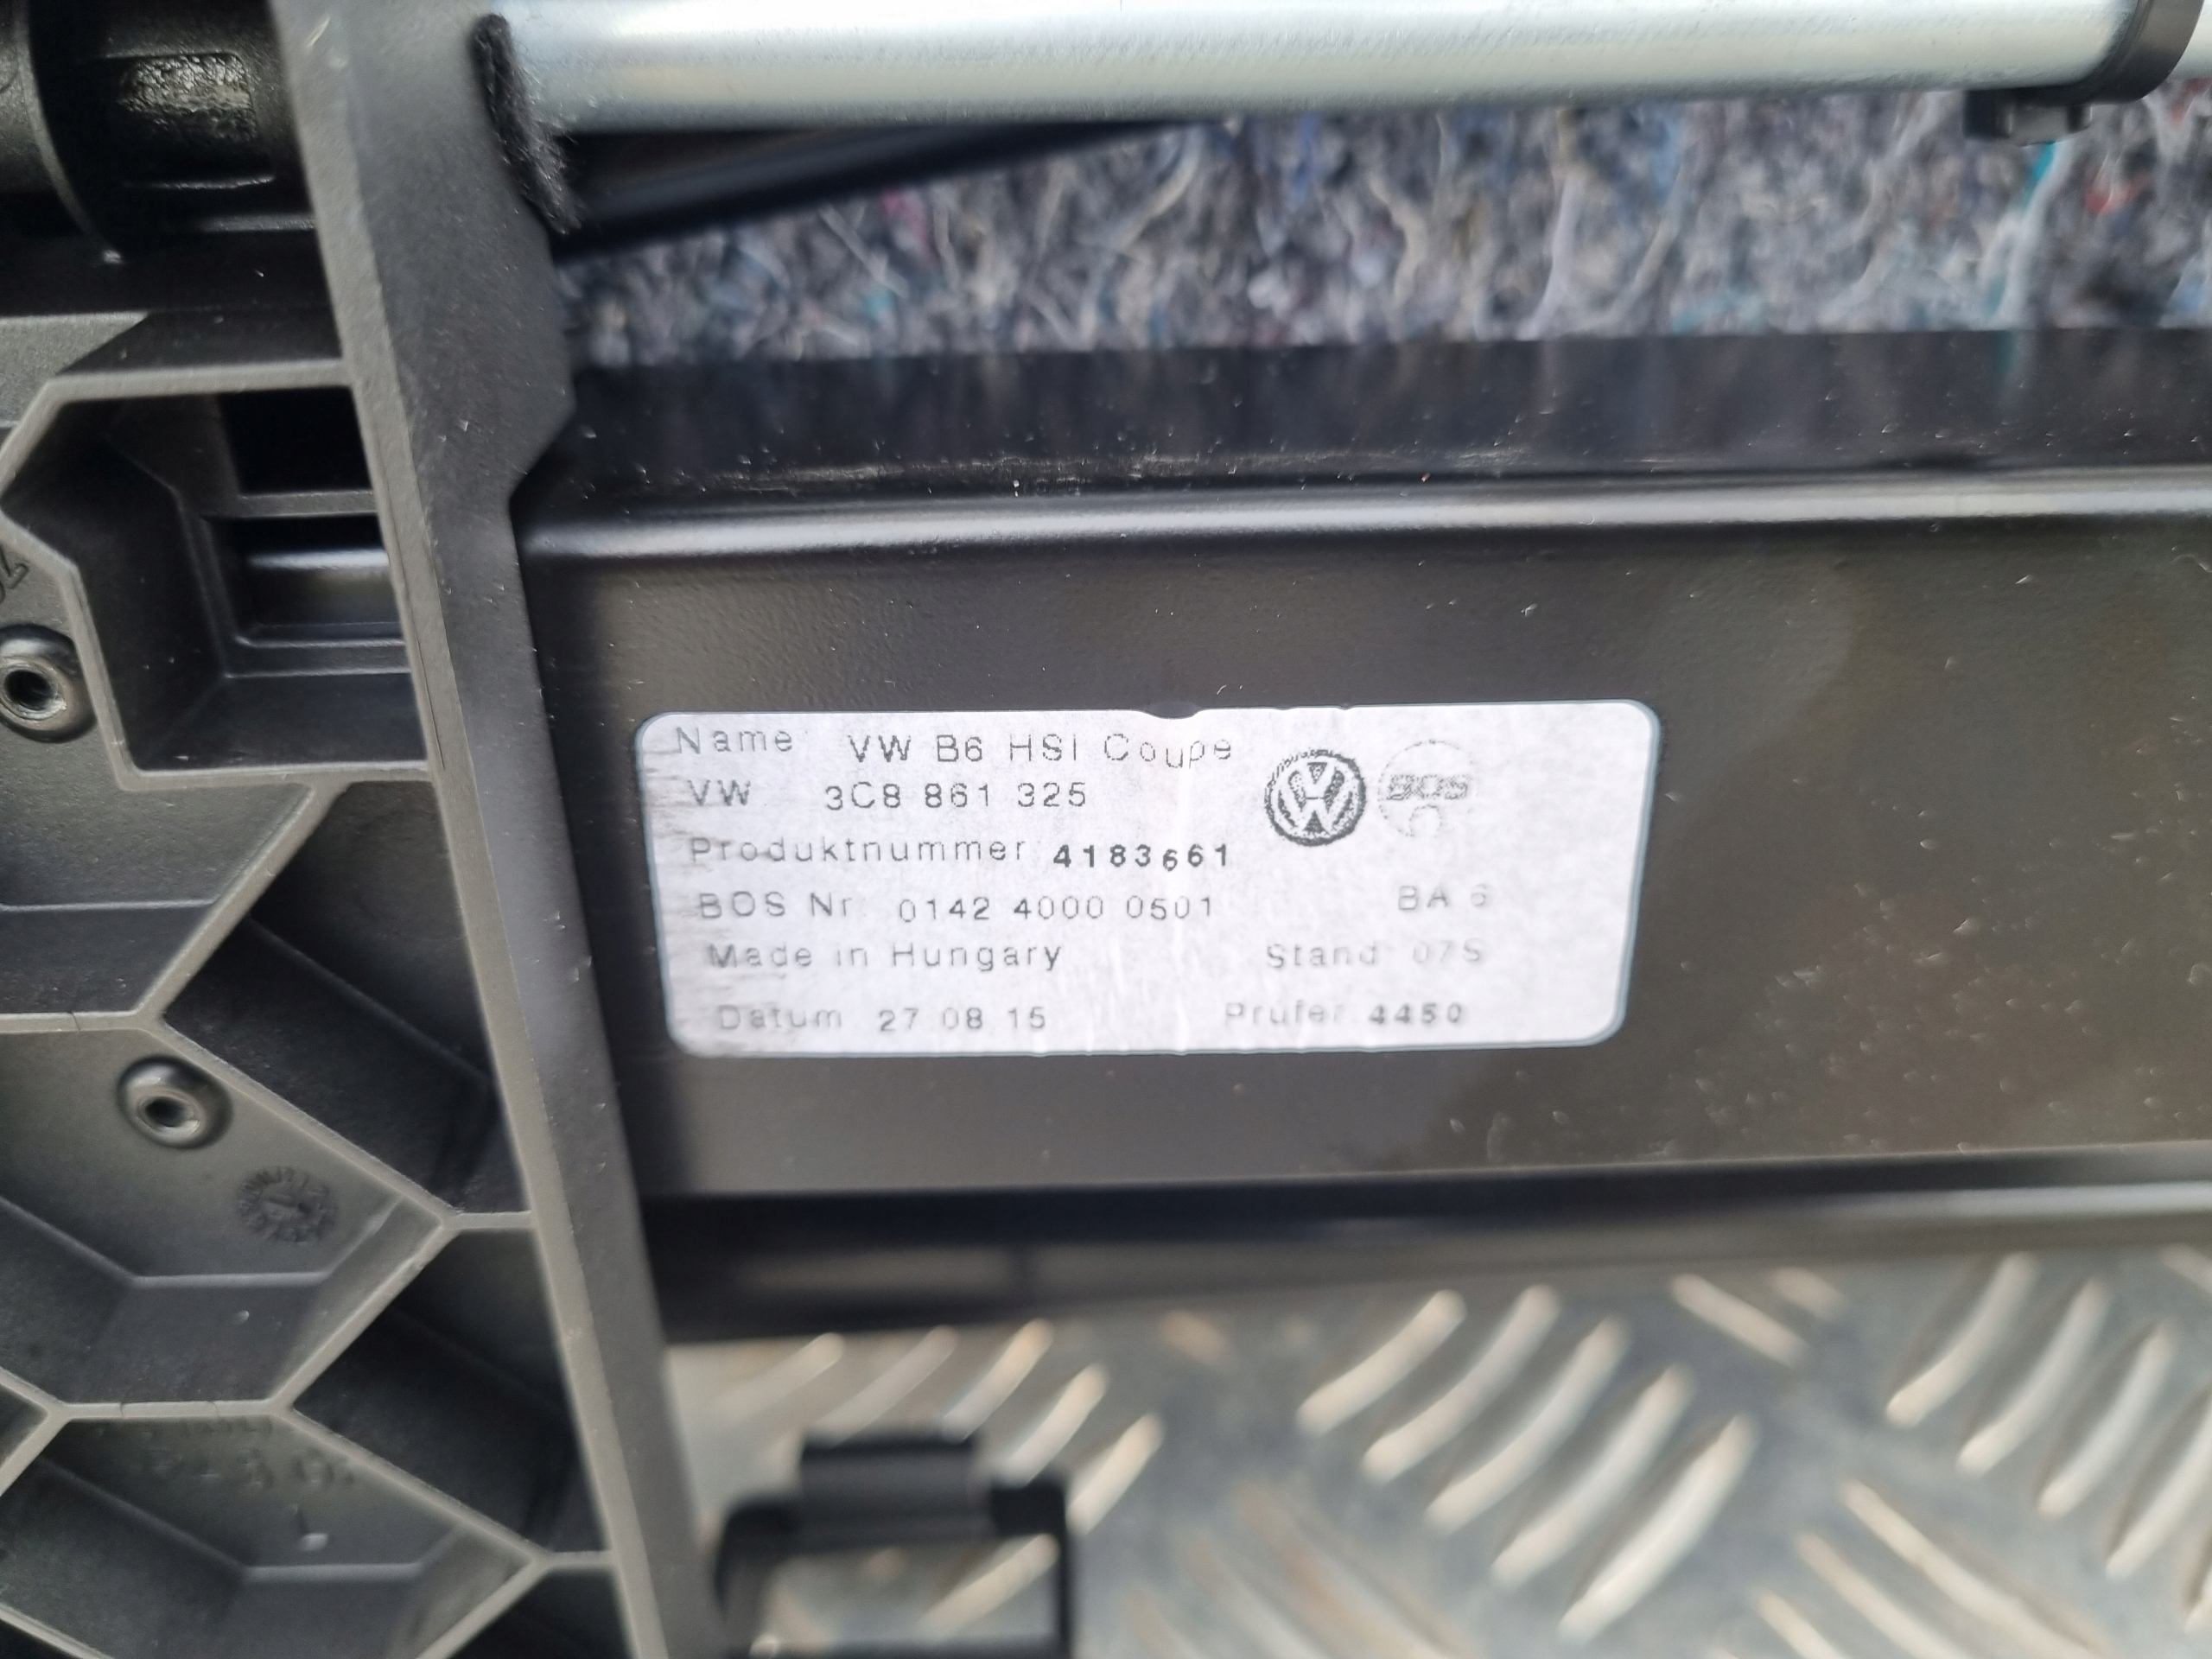 Name VW B6 HSI Coupe
VW 3C8 861 325
BOS
Produktnummer 4183661
BOS Nr 0142 4000 0501 BA 6
Made in Hungary Stand 07S
Datum 27 08 15 Prüfer 4450